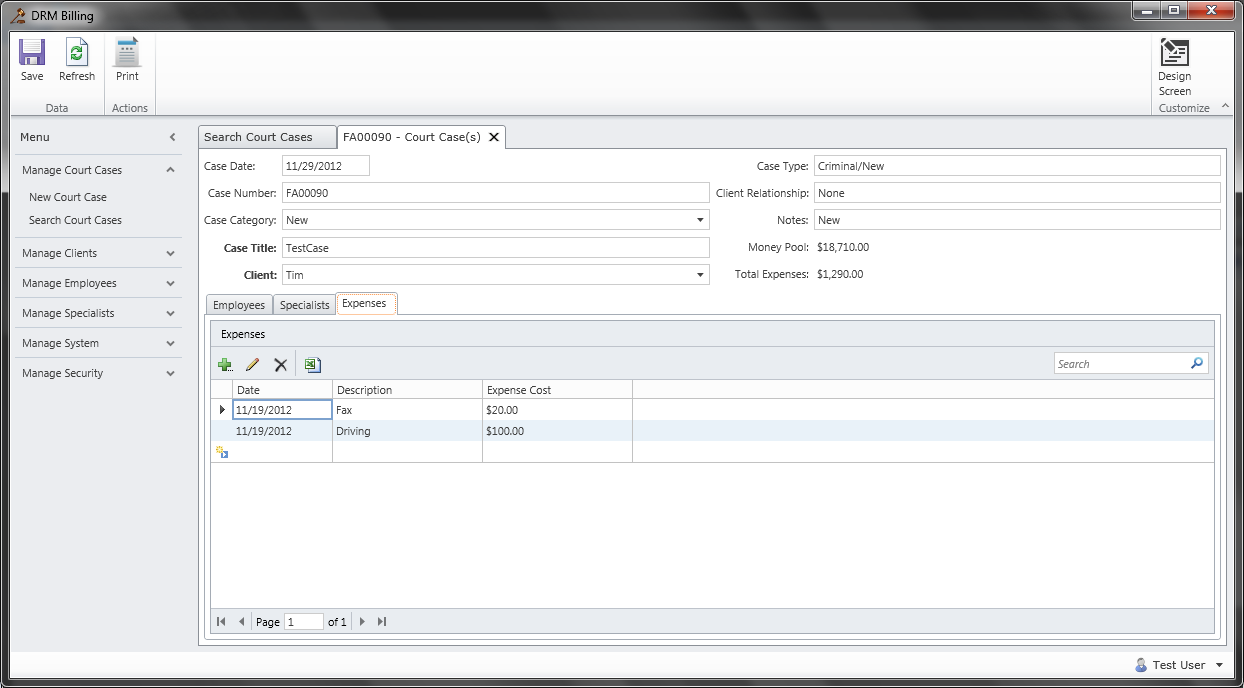 DRM Billing
Save Refresh Print Design Screen
Data Actions Customize
Menu
Manage Court Cases
New Court Case
Search Court Cases
Manage Clients
Manage Employees
Manage Specialists
Manage System
Manage Security
Search Court Cases FA00090 - Court Case(s)
Case Date: 11/29/2012 Case Type: Criminal/New
Case Number: FA00090 Client Relationship: None
Case Category: New Notes: New
Case Title: TestCase Money Pool: $18,710.00
Client: Tim Total Expenses: $1,290.00
Employees Specialists Expenses
Expenses
Search
Date Description Expense Cost
11/19/2012 Fax $20.00
11/19/2012 Driving $100.00
Page 1 of 1
Test User